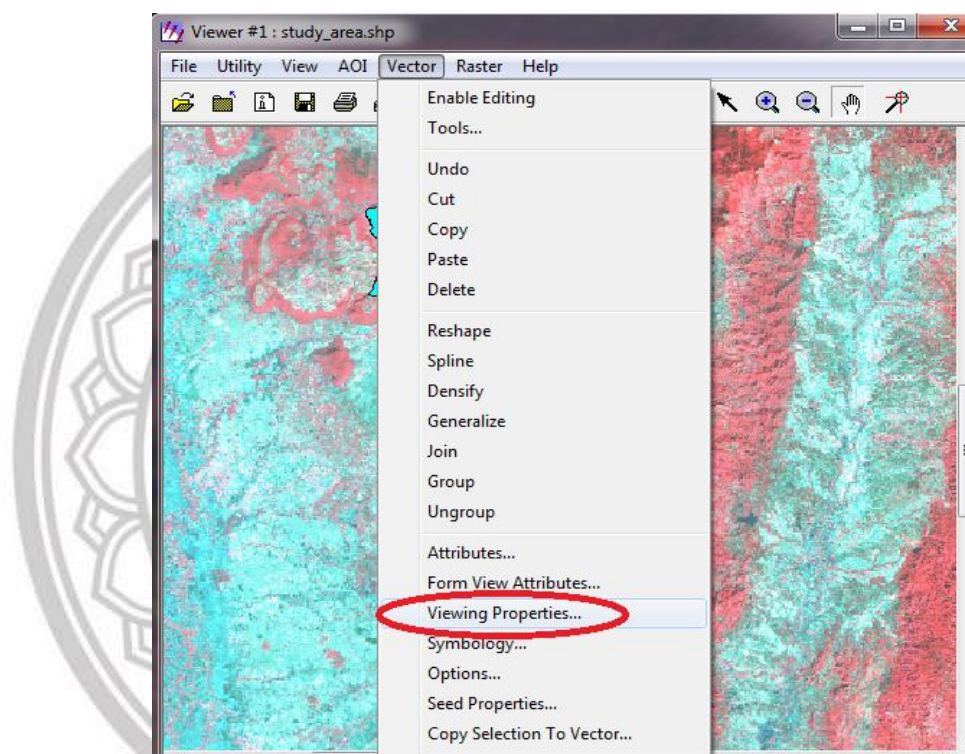 Viewer #1 : study_area.shp
File Utility View AOI Vector Raster Help
Enable Editing
Tools...
Undo
Cut
Copy
Paste
Delete
Reshape
Spline
Densify
Generalize
Join
Group
Ungroup
Attributes...
Form View Attributes...
Viewing Properties...
Symbology...
Options...
Seed Properties...
Copy Selection To Vector...